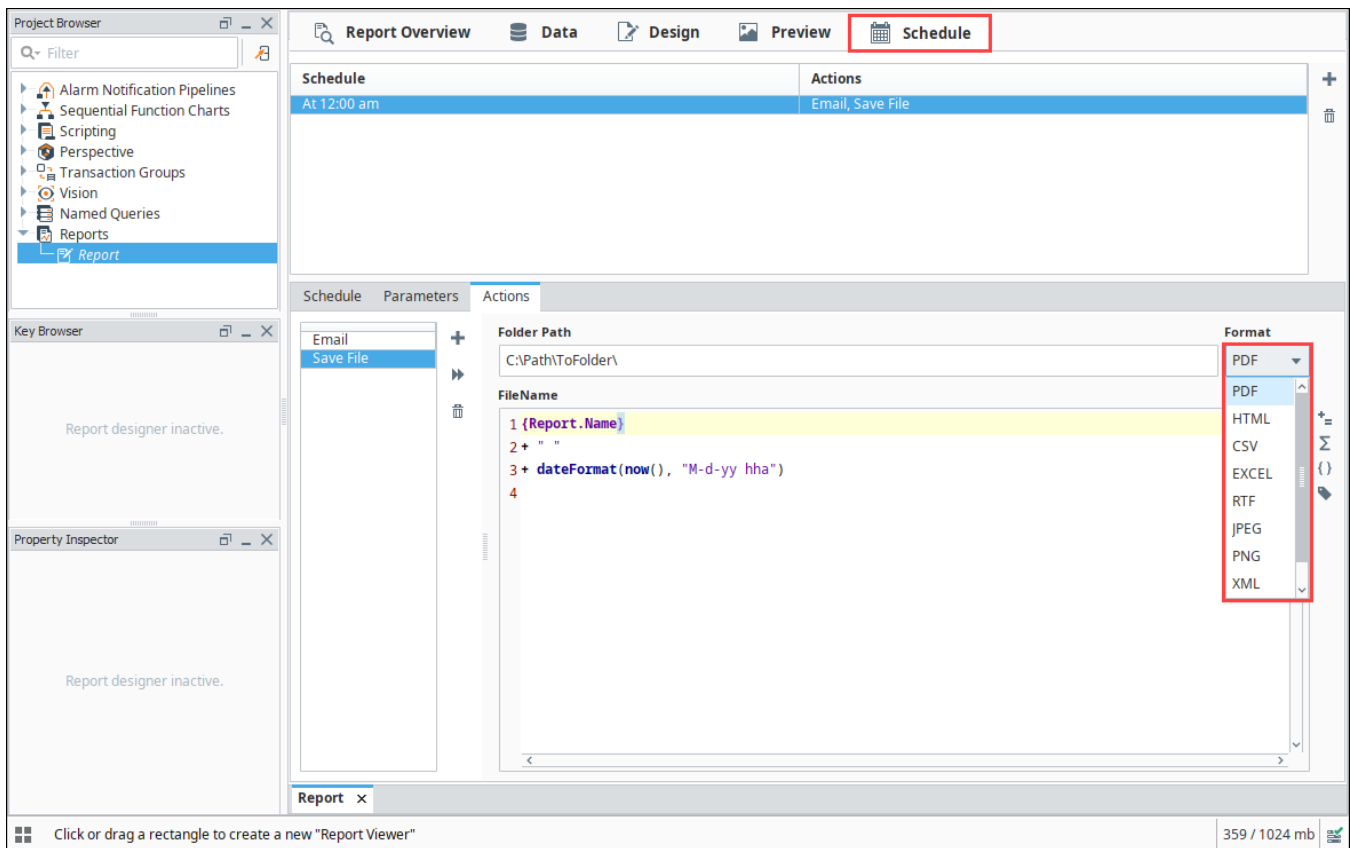 Project Browser
Filter
Alarm Notification Pipelines
Sequential Function Charts
Scripting
Perspective
Transaction Groups
Vision
Named Queries
Reports
Report
Key Browser
Report designer inactive.
Property Inspector
Report designer inactive.
Report Overview Data Design Preview Schedule
Schedule Actions
At 12:00 am Email, Save File
Schedule Parameters Actions
Email
Save File
Folder Path Format
C:\Path\ToFolder\ PDF
FileName
1 {Report.Name}
2 + " "
3 + dateFormat(now(), "M-d-yy hha")
4
PDF
HTML
CSV
EXCEL
RTF
JPEG
PNG
XML
Report
Click or drag a rectangle to create a new "Report Viewer" 359 / 1024 mb